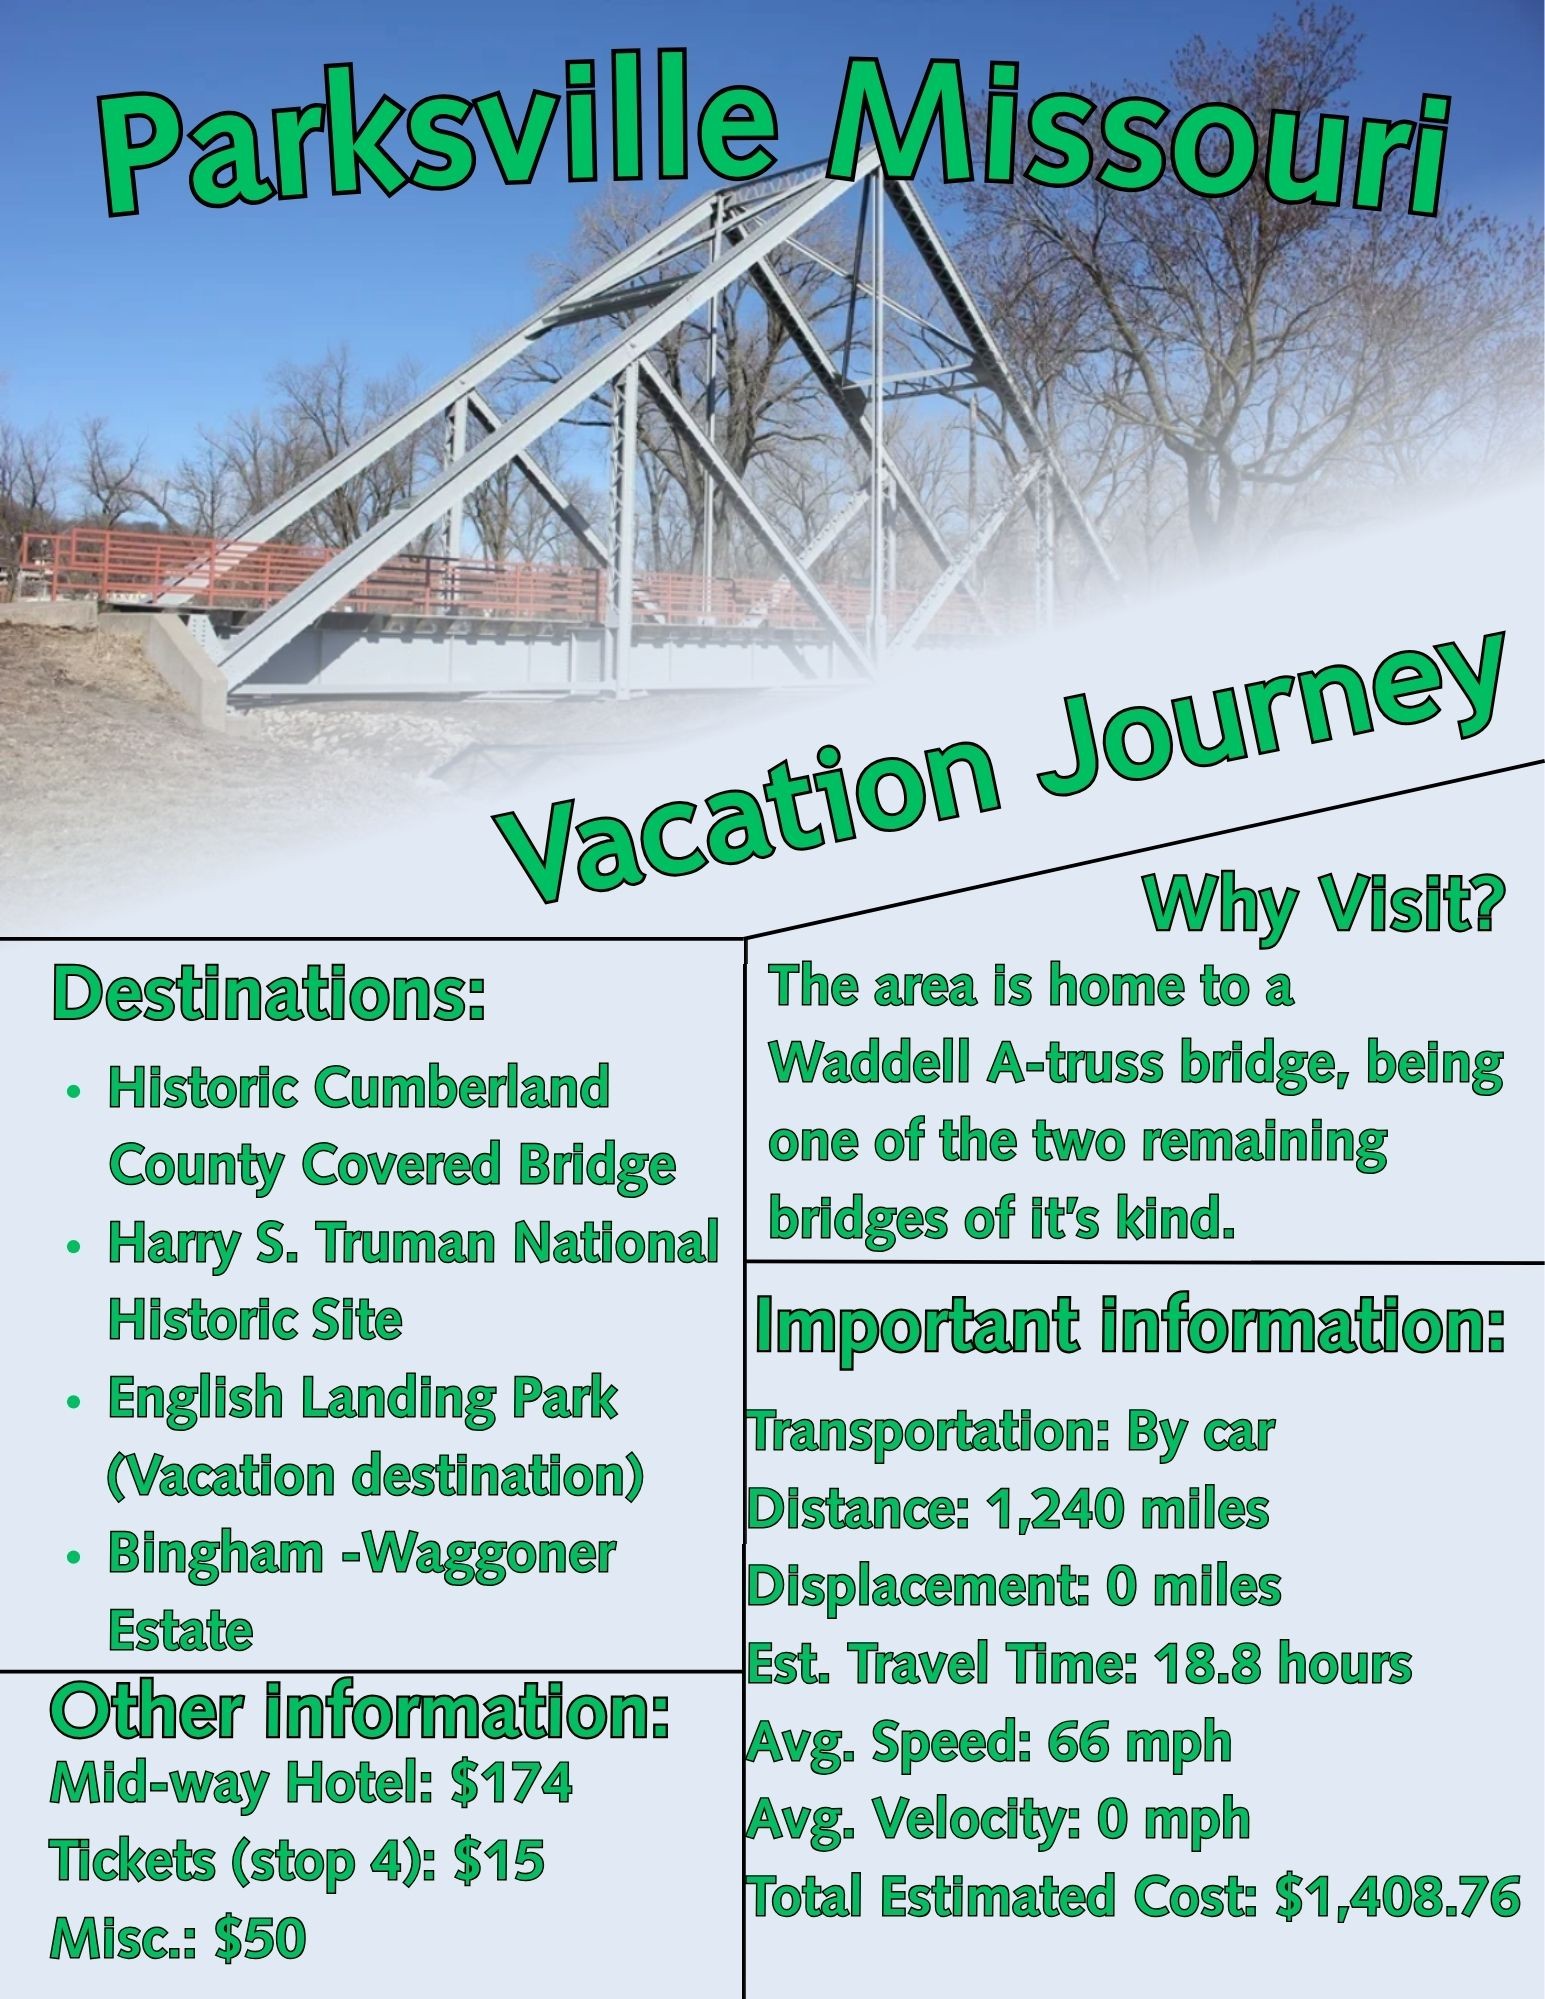 Parksville Missouri
Vacation Journey
Why Visit?
The area is home to a
Waddell A-truss bridge, being
one of the two remaining
bridges of it's kind.
Destinations:
• Historic Cumberland
County Covered Bridge
• Harry S. Truman National
Historic Site
• English Landing Park
(Vacation destination)
• Bingham -Waggoner
Estate
Important information:
Transportation: By car
Distance: 1,240 miles
Displacement: 0 miles
Est. Travel Time: 18.8 hours
Avg. Speed: 66 mph
Avg. Velocity: 0 mph
Total Estimated Cost: $1,408.76
Other information:
Mid-way Hotel: $174
Tickets (stop 4): $15
Misc.: $50